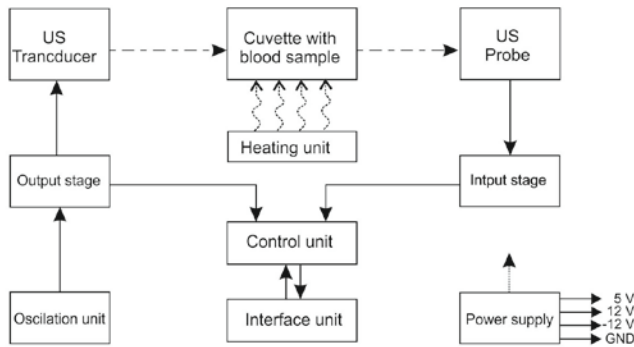 US
Trancducer
Cuvette with
blood sample
US
Probe
Heating unit
Output stage
Intput stage
Control unit
Oscilation unit
Interface unit
Power supply
5 V
12 V
-12 V
GND